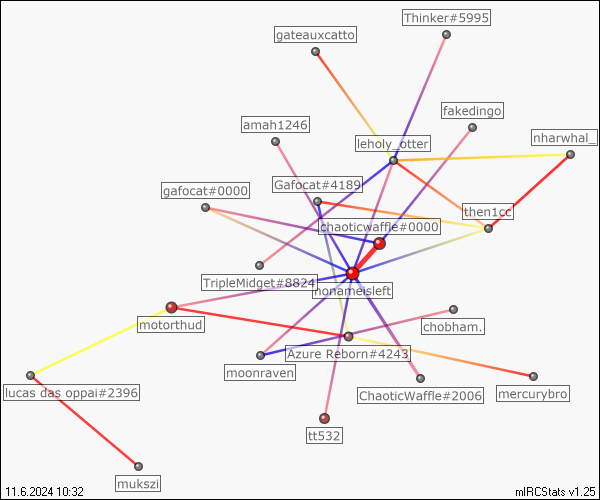 Thinker#5995
gateauxcatto
fakedingo
amah1246
leholy_otter
nharwhal_
Gafocat#4189
gafocat#0000
then1cc
chaoticwaffle#0000
TripleMidget#8824
nonameisleft
motorthud
chobham.
Azure Reborn#4243
moonraven
lucas das oppai#2396
ChaoticWaffle#2006
mercurybro
tt532
mukszi
11.6.2024 10:32
mIRCStats v1.25